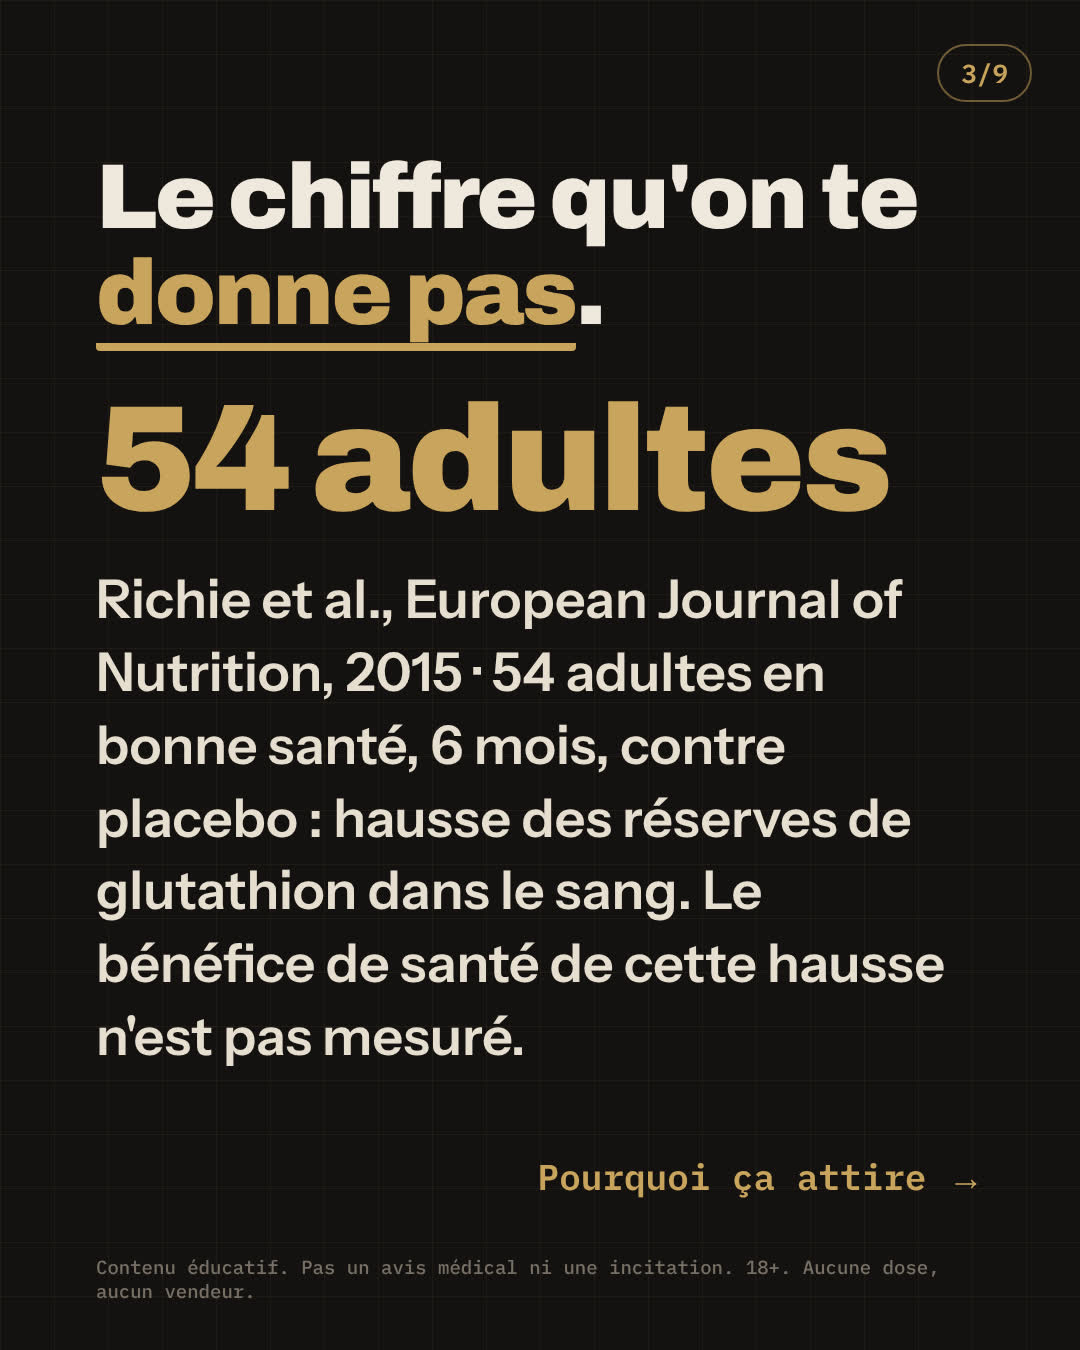 3/9
Le chiffre qu'on te
donne pas.
54 adultes
Richie et al., European Journal of
Nutrition, 2015 · 54 adultes en
bonne santé, 6 mois, contre
placebo : hausse des réserves de
glutathion dans le sang. Le
bénéfice de santé de cette hausse
n'est pas mesuré.
Pourquoi ça attire →
Contenu éducatif. Pas un avis médical ni une incitation. 18+. Aucune dose,
aucun vendeur.